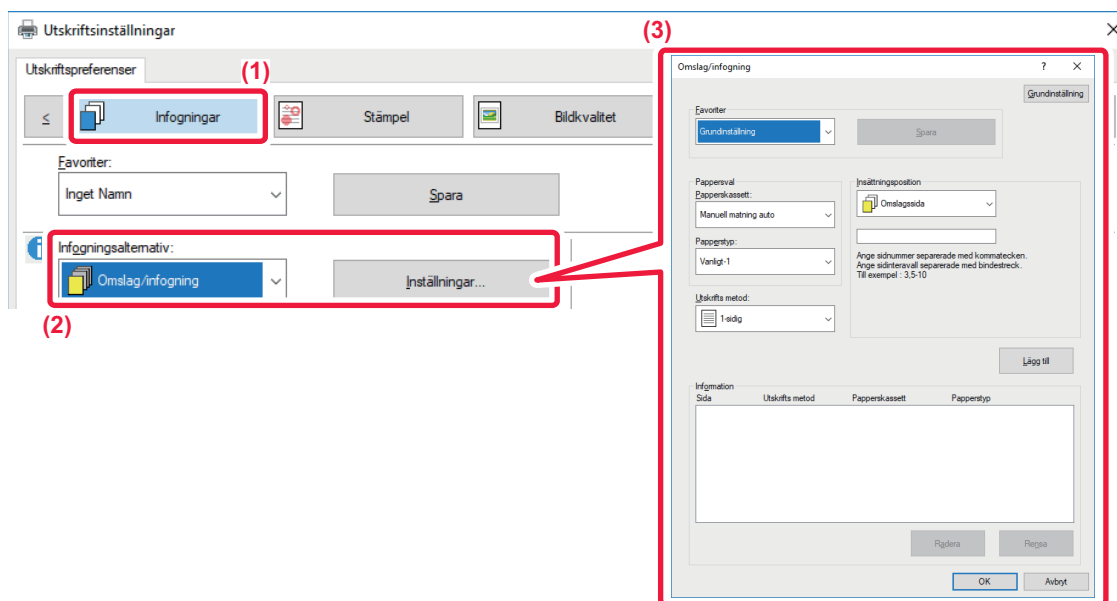 Utskriftsinställningar
Utskriftspreferenser
(1)
≤
Infogningar
Stämpel
Bildkvalitet
Favoriter:
Inget Namn
Spara
Infogningsalternativ:
Omslag/infogning
Inställningar...
(2)
(3)
Omslag/infogning
?
Grundinställning
Favoriter
Grundinställning
Spara
Pappersval
Papperskassett:
Manuell matning auto
Papperstyp:
Vanligt-1
Utskrifts metod:
1-sidig
Insättningsposition
Omslagssida
Ange sidnummer separerade med kommatecken.
Ange sidinteravall separerade med bindestreck.
Till exempel : 3,5-10
Lägg till
Information
Sida Utskrifts metod Papperskassett Papperstyp
Radera Rensa
OK Avbryt